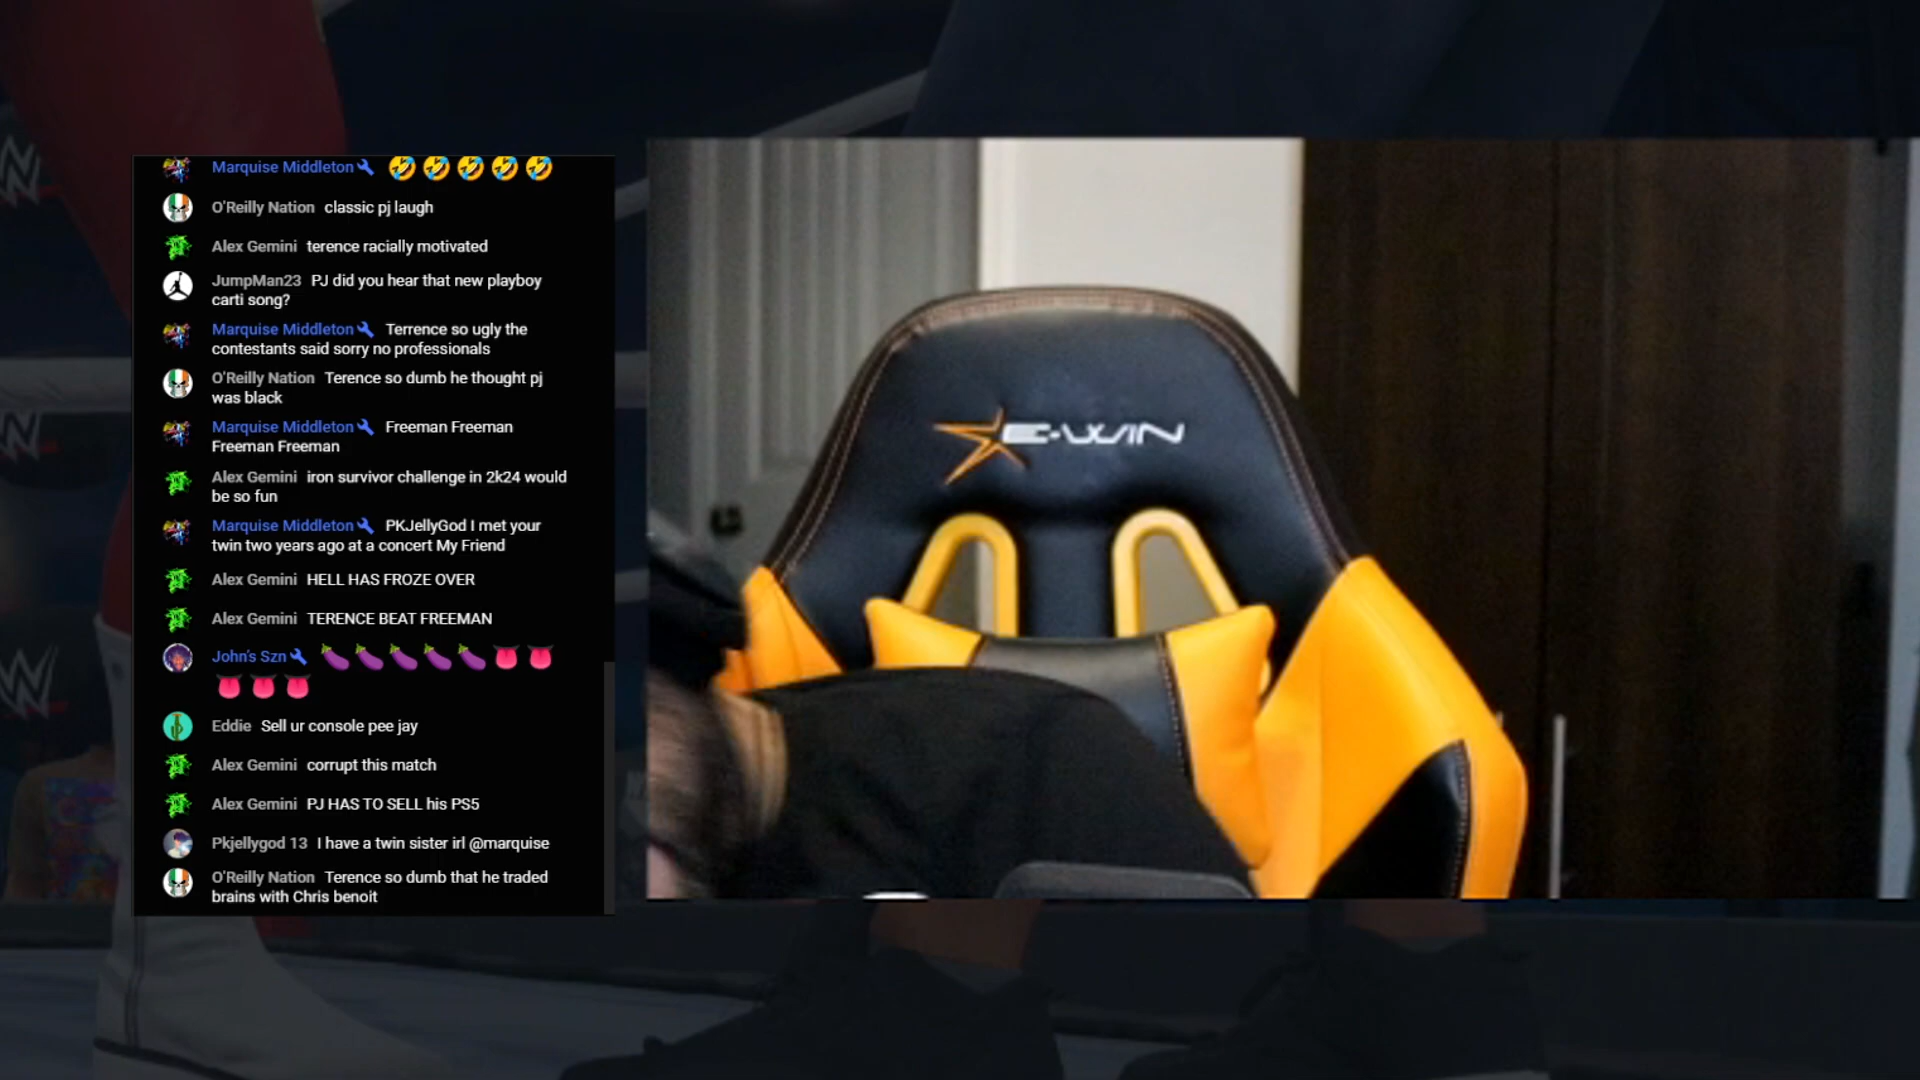 Marquise Middleton 🤣 🤣 🤣 🤣 🤣
O'Reilly Nation classic pj laugh
Alex Gemini terence racially motivated
JumpMan23 PJ did you hear that new playboy
carti song?
Marquise Middleton Terrence so ugly the
contestants said sorry no professionals
O'Reilly Nation Terence so dumb he thought pj
was black
Marquise Middleton Freeman Freeman
Freeman Freeman
Alex Gemini iron survivor challenge in 2k24 would
be so fun
Marquise Middleton PKJellyGod I met your
twin two years ago at a concert My Friend
Alex Gemini HELL HAS FROZE OVER
Alex Gemini TERENCE BEAT FREEMAN
John's Szn 🍆 🍆 🍆 🍆 🍆 👅 👅
👅 👅 👅
Eddie Sell ur console pee jay
Alex Gemini corrupt this match
Alex Gemini PJ HAS TO SELL his PS5
Pkjellygod 13 I have a twin sister irl @marquise
O'Reilly Nation Terence so dumb that he traded
brains with Chris benoit
E-WIN